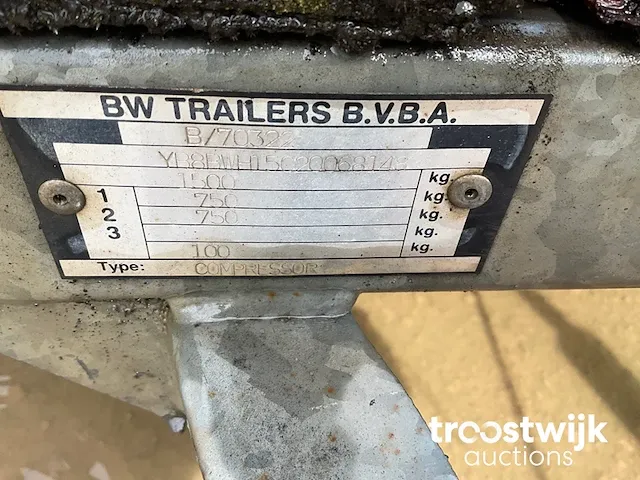 BW TRAILERS B.V.B.A.
B/70322
1500 kg.
1 750 kg.
2 750 kg.
3 kg.
100 kg.
Type: COMPRESSOR
troostwijk
auctions